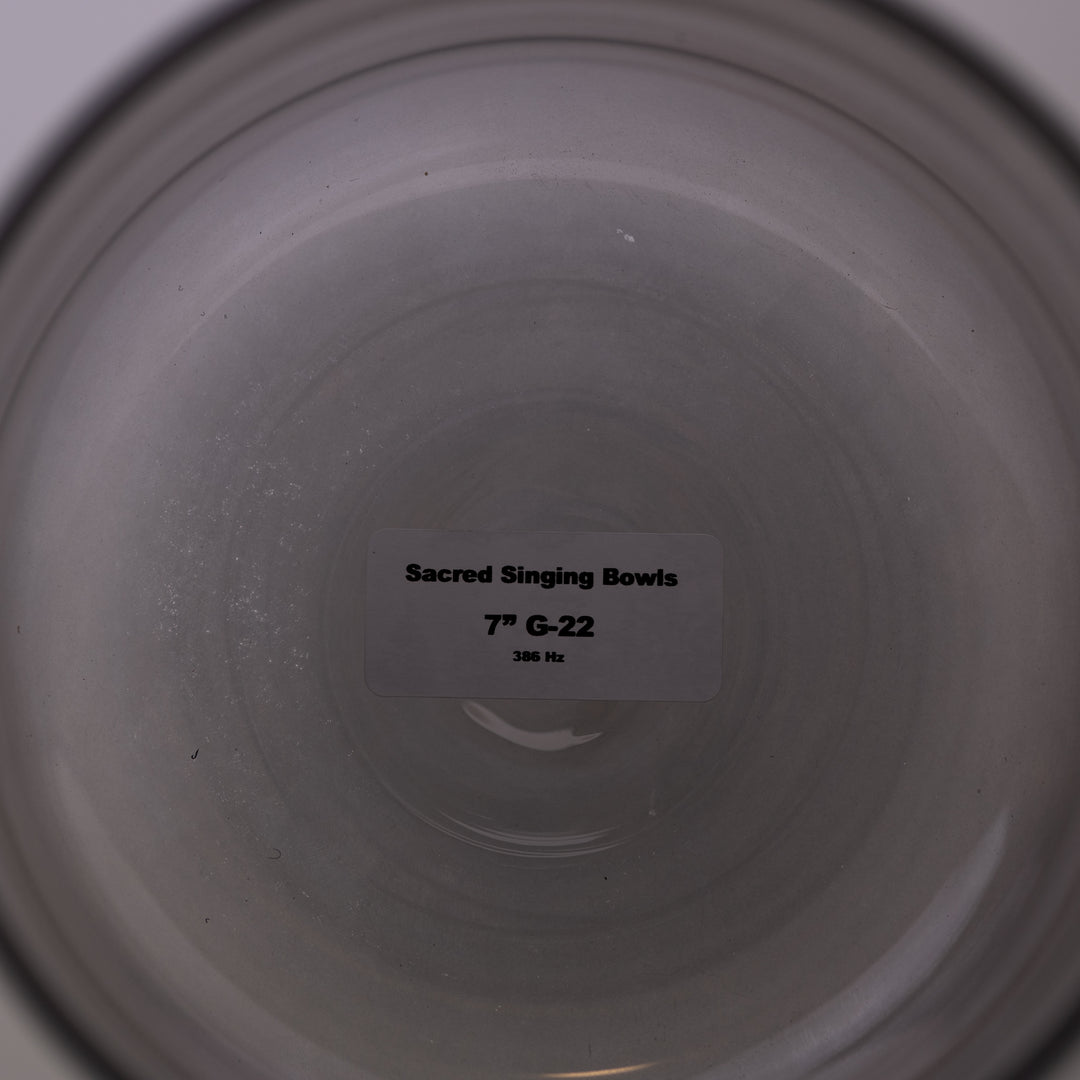 Sacred Singing Bowls
7” G-22
386 Hz